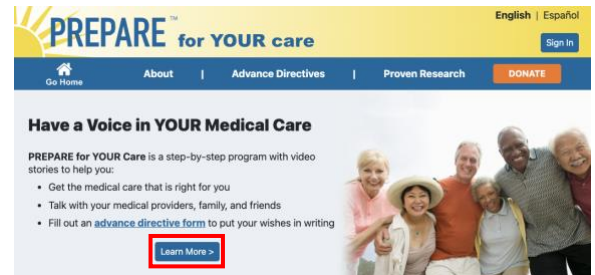 English | Español
PREPARE™ for YOUR care
Sign In
Go Home
About | Advance Directives | Proven Research
DONATE
Have a Voice in YOUR Medical Care
PREPARE for YOUR Care is a step-by-step program with video
stories to help you:
• Get the medical care that is right for you
• Talk with your medical providers, family, and friends
• Fill out an advance directive form to put your wishes in writing
Learn More >